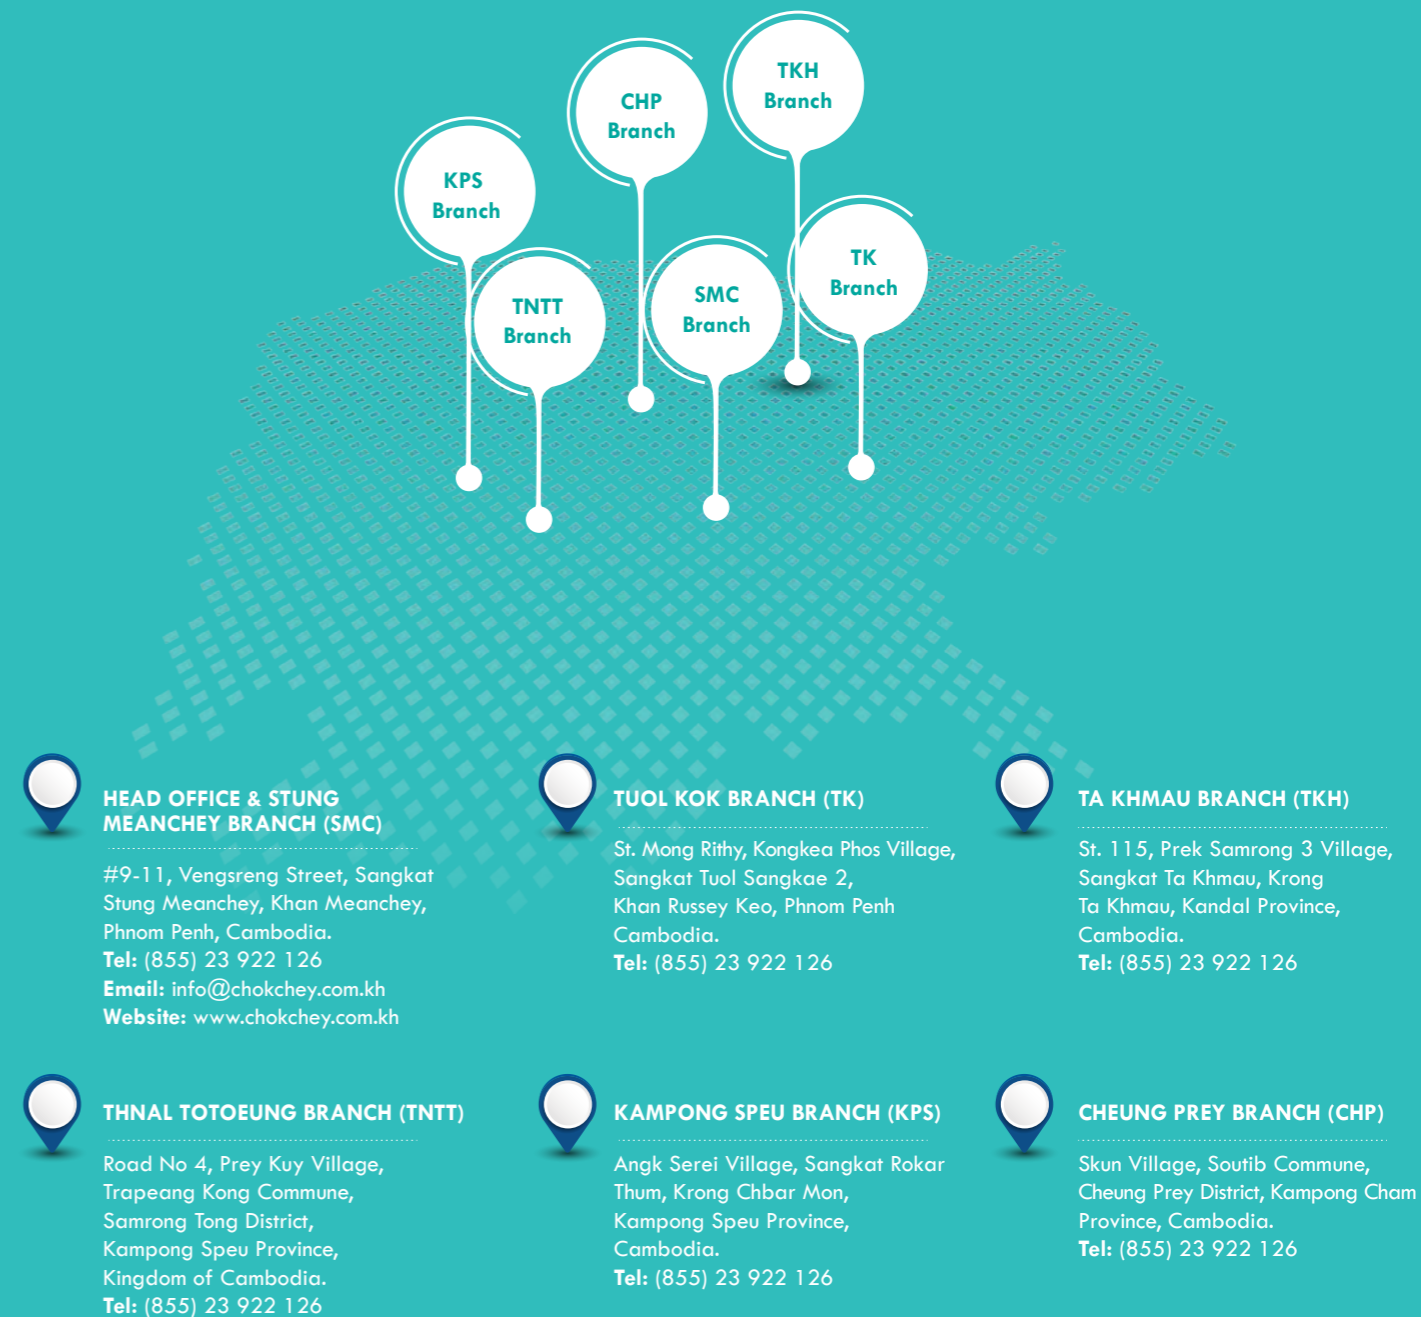 TKH
Branch
CHP
Branch
KPS
Branch
TK
Branch
SMC
Branch
TNTT
Branch
HEAD OFFICE & STUNG
MEANCHEY BRANCH (SMC)
#9-11, Vengsreng Street, Sangkat
Stung Meanchey, Khan Meanchey,
Phnom Penh, Cambodia.
Tel: (855) 23 922 126
Email: info@chokchey.com.kh
Website: www.chokchey.com.kh
TUOL KOK BRANCH (TK)
St. Mong Rithy, Kongkea Phos Village,
Sangkat Tuol Sangkae 2,
Khan Russey Keo, Phnom Penh
Cambodia.
Tel: (855) 23 922 126
TA KHMAU BRANCH (TKH)
St. 115, Prek Samrong 3 Village,
Sangkat Ta Khmau, Krong
Ta Khmau, Kandal Province,
Cambodia.
Tel: (855) 23 922 126
THNAL TOTOEUNG BRANCH (TNTT)
Road No 4, Prey Kuy Village,
Trapeang Kong Commune,
Samrong Tong District,
Kampong Speu Province,
Kingdom of Cambodia.
Tel: (855) 23 922 126
KAMPONG SPEU BRANCH (KPS)
Angk Serei Village, Sangkat Rokar
Thum, Krong Chbar Mon,
Kampong Speu Province,
Cambodia.
Tel: (855) 23 922 126
CHEUNG PREY BRANCH (CHP)
Skun Village, Soutib Commune,
Cheung Prey District, Kampong Cham
Province, Cambodia.
Tel: (855) 23 922 126